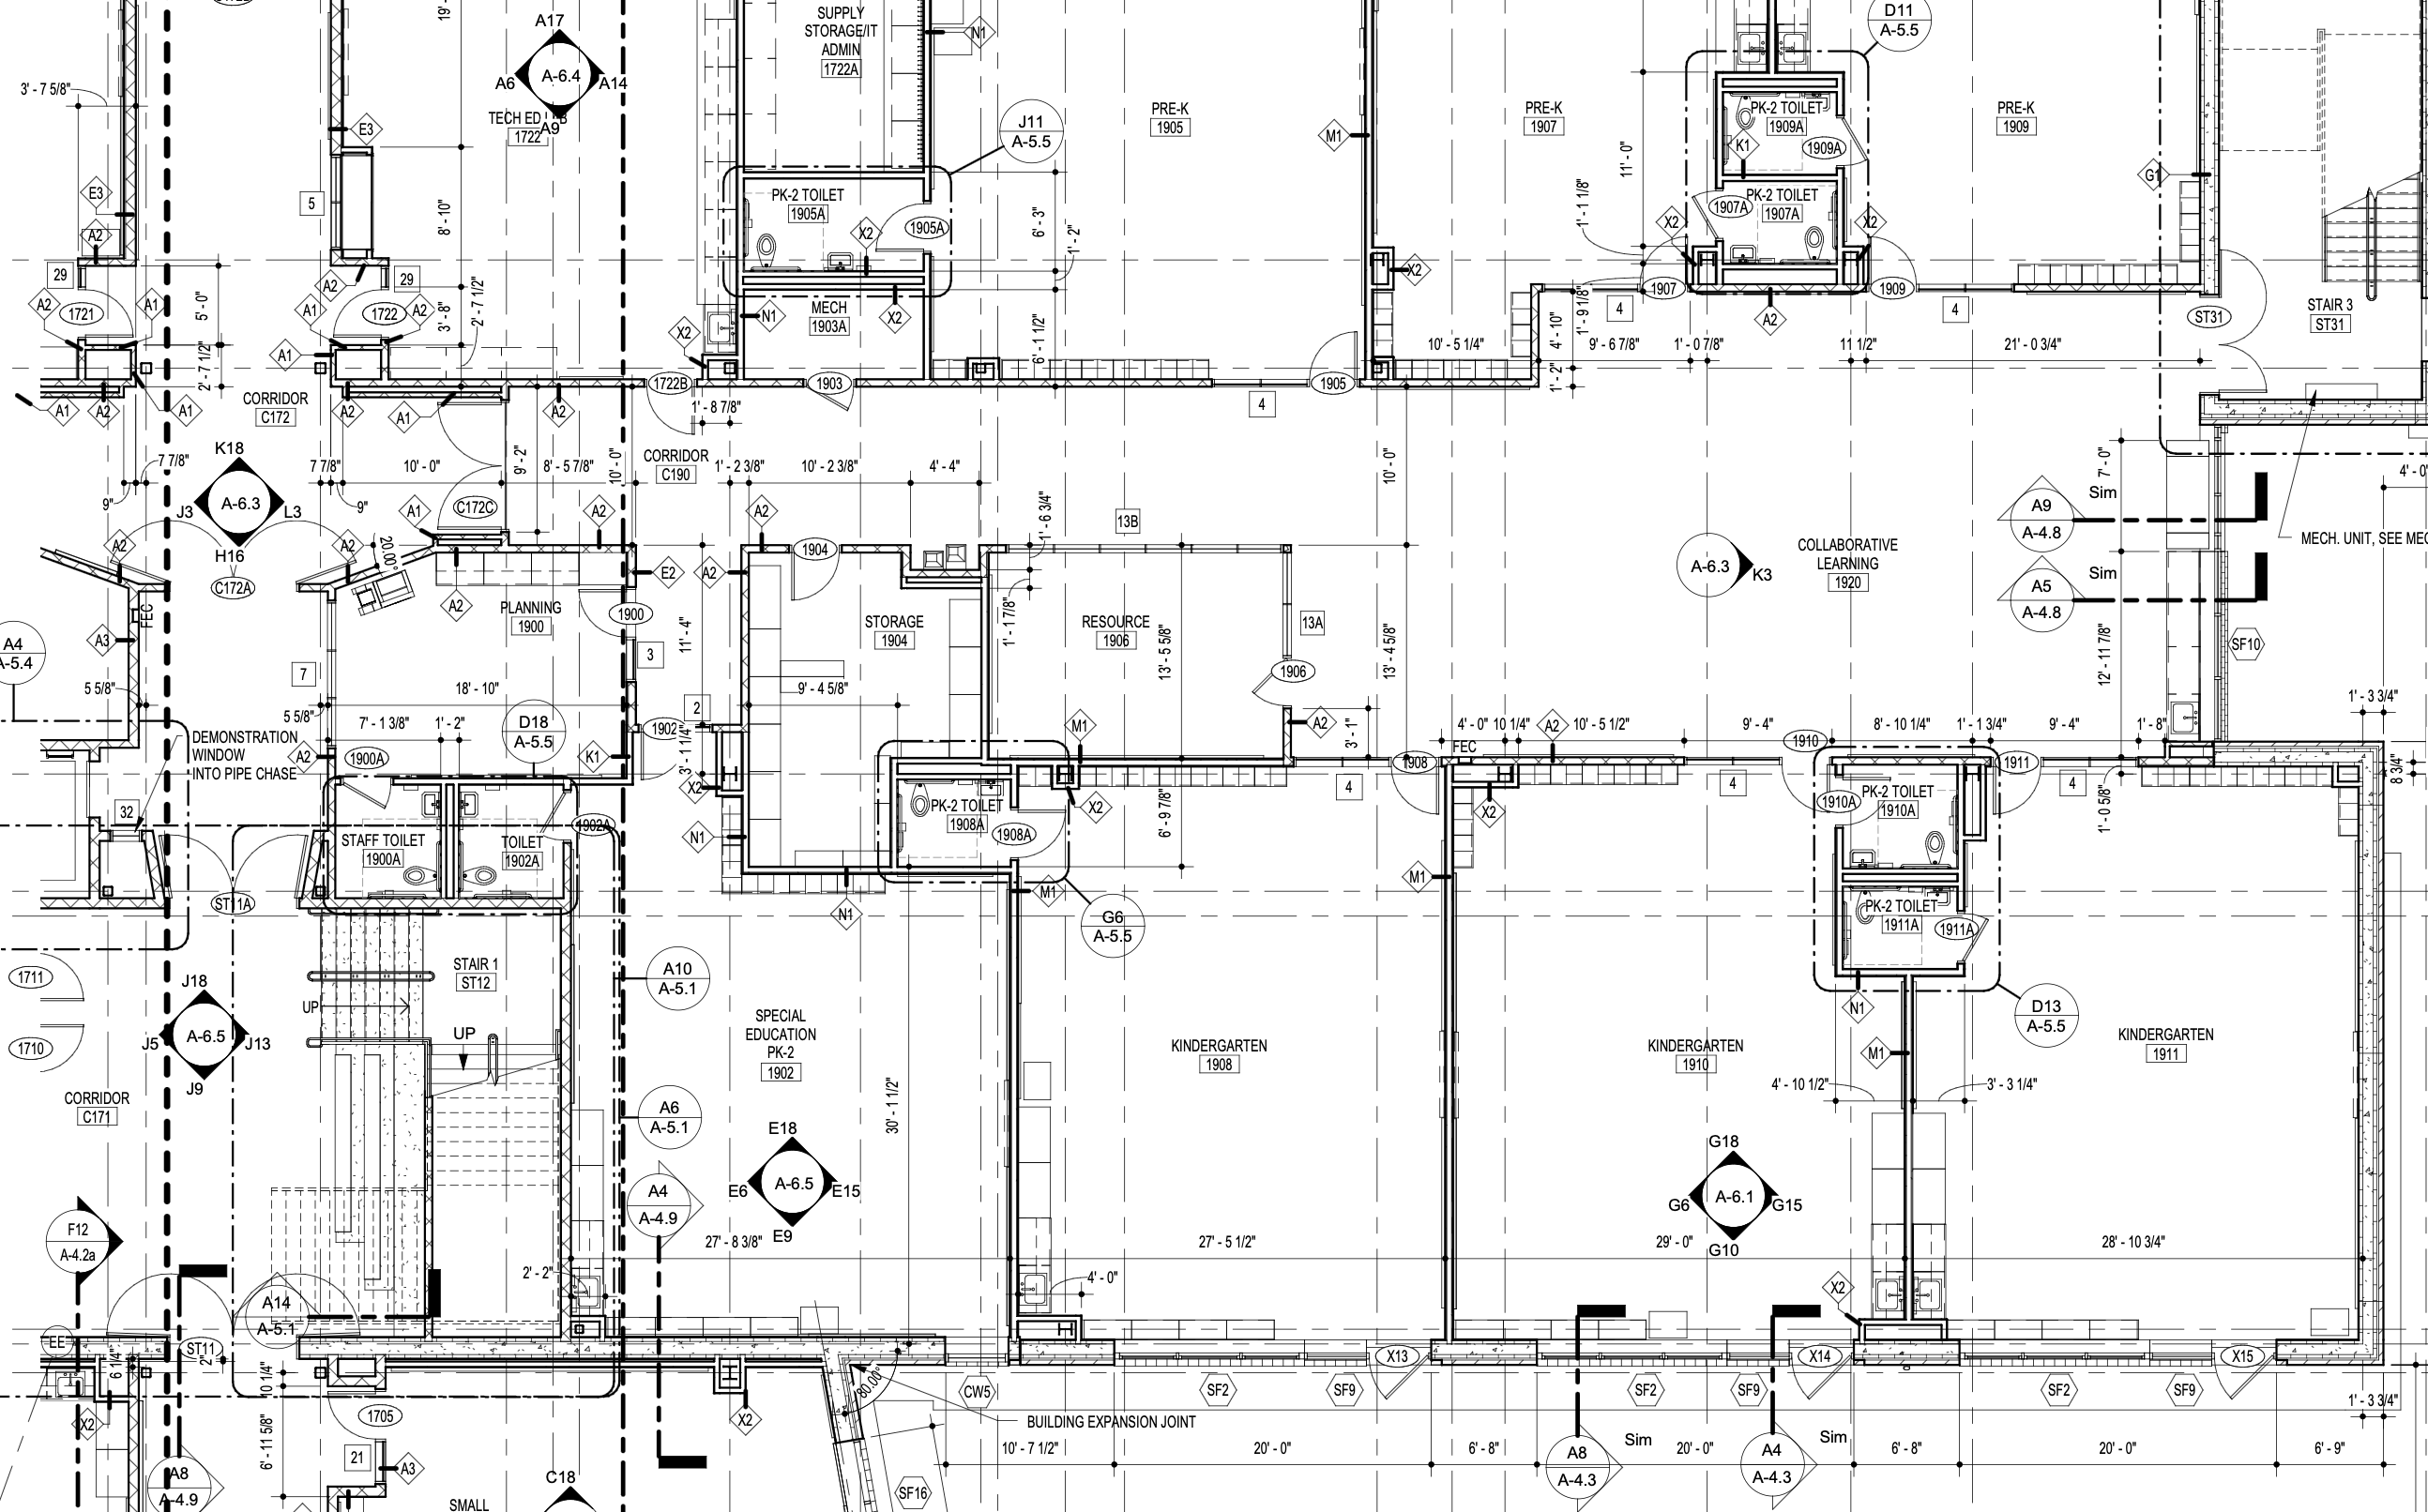 A17
A-6.4
A6
A14
A9
TECH ED
1722
SUPPLY
STORAGE/IT
ADMIN
1722A
N1
J11
A-5.5
PRE-K
1905
M1
PRE-K
1907
D11
A-5.5
PK-2 TOILET
1909A
K1
1909A
PRE-K
1909
G1
3' - 7 5/8"
E3
E3
5
8' - 10"
A2
29
A2
29
A2
A1
1721
A1
1722
A2
5' - 0"
3' - 8"
2' - 7 1/2"
2' - 7 1/2"
A1
PK-2 TOILET
1905A
X2
1905A
6' - 3"
1' - 2"
MECH
1903A
N1
X2
X2
6' - 1 1/2"
X2
11' - 0"
1' - 1 1/8"
PK-2 TOILET
1907A
1907A
X2
X2
1907
1909
4
4
A2
1' - 9 1/8"
4' - 10"
1' - 2"
10' - 5 1/4"
9' - 6 7/8"
1' - 0 7/8"
11 1/2"
21' - 0 3/4"
ST31
STAIR 3
ST31
A1
A2
A1
CORRIDOR
C172
A2
A1
A2
1722B
1903
1905
4
1' - 8 7/8"
K18
A-6.3
J3
L3
H16
7 7/8"
9"
7 7/8"
9"
10' - 0"
9' - 2"
8' - 5 7/8"
10' - 0"
CORRIDOR
C190
1' - 2 3/8"
10' - 2 3/8"
4' - 4"
10' - 0"
C172C
A1
A2
A2
A2
A2
20.00°
C172A
FEC
A3
A4
A-5.4
7
5 5/8"
5 5/8"
PLANNING
1900
A2
E2
1900
3
11' - 4"
18' - 10"
7' - 1 3/8"
1' - 2"
D18
A-5.5
A2
A2
1904
STORAGE
1904
9' - 4 5/8"
2
1902
3' - 1 1/4"
1' - 6 3/4"
13B
1' - 1 7/8"
RESOURCE
1906
13' - 5 5/8"
13A
1906
A2
3' - 1"
13' - 4 5/8"
A-6.3
K3
COLLABORATIVE
LEARNING
1920
A9
A-4.8
Sim
A5
A-4.8
Sim
7' - 0"
12' - 11 7/8"
4' - 0"
MECH. UNIT, SEE
SF10
1' - 3 3/4"
DEMONSTRATION
WINDOW
INTO PIPE CHASE
32
A2
1900A
K1
X2
N1
M1
X2
4
1908
FEC
4' - 0"
10 1/4"
A2
10' - 5 1/2"
9' - 4"
1910
8' - 10 1/4"
1' - 1 3/4"
9' - 4"
1' - 8"
4
1911
4
8 3/4"
1' - 0 5/8"
X2
STAFF TOILET
1900A
TOILET
1902A
1902A
PK-2 TOILET
1908A
1908A
6' - 9 7/8"
N1
M1
G6
A-5.5
M1
1910A
PK-2 TOILET
1910A
PK-2 TOILET
1911A
1911A
N1
D13
A-5.5
ST11A
1711
1710
J18
A-6.5
J5
J13
J9
CORRIDOR
C171
STAIR 1
ST12
UP
UP
A10
A-5.1
A6
A-5.1
SPECIAL
EDUCATION
PK-2
1902
30' - 1 1/2"
E18
A-6.5
E6
E15
E9
A4
A-4.9
KINDERGARTEN
1908
KINDERGARTEN
1910
M1
4' - 10 1/2"
3' - 3 1/4"
KINDERGARTEN
1911
G18
A-6.1
G6
G15
G10
27' - 8 3/8"
27' - 5 1/2"
29' - 0"
28' - 10 3/4"
2' - 2"
4' - 0"
X2
F12
A-4.2a
A14
A-5.1
EE
ST11
2"
6 1/4"
10 1/4"
X2
1705
6' - 11 5/8"
21
A3
A8
A-4.9
C18
SMALL
X2
80.00°
BUILDING EXPANSION JOINT
CW5
SF16
SF2
SF9
X13
SF2
SF9
X14
SF2
SF9
X15
1' - 3 3/4"
10' - 7 1/2"
20' - 0"
6' - 8"
A8
A-4.3
Sim
20' - 0"
A4
A-4.3
Sim
6' - 8"
20' - 0"
6' - 9"